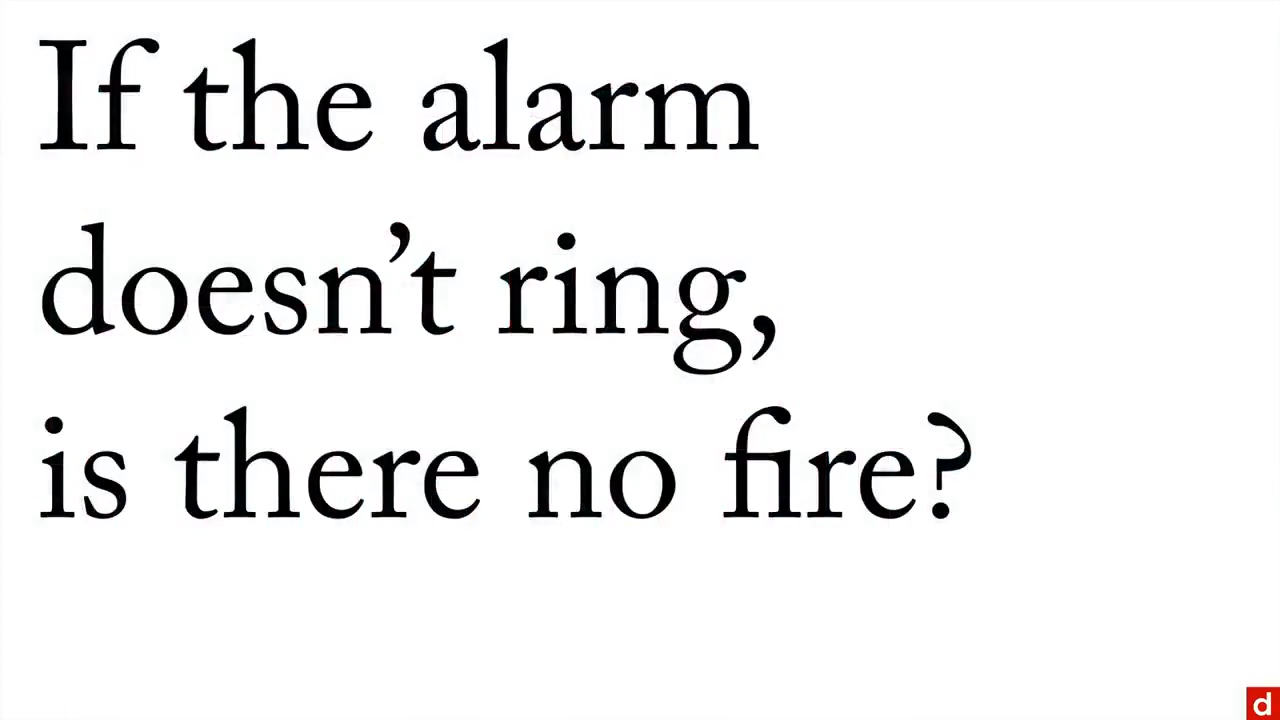 If the alarm
doesn’t ring,
is there no fire?
d